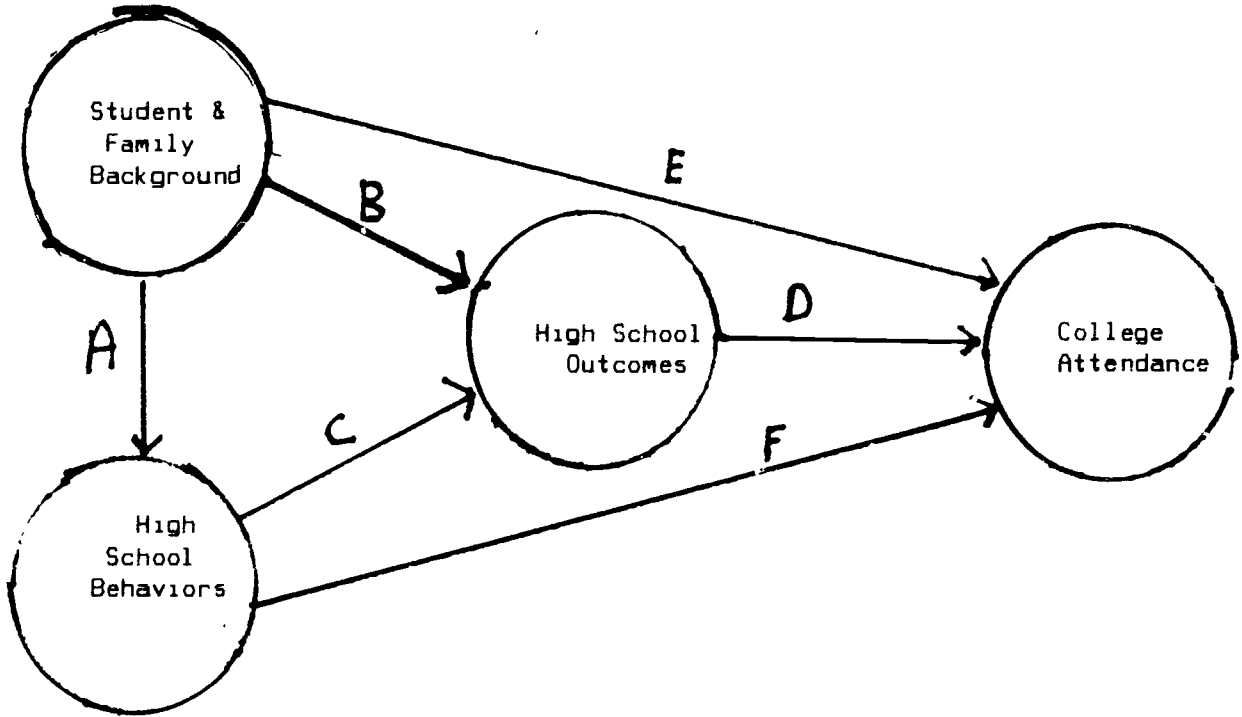 Student &
Family
Background
E
B
A
High School
Outcomes
D
College
Attendance
C
F
High
School
Behaviors